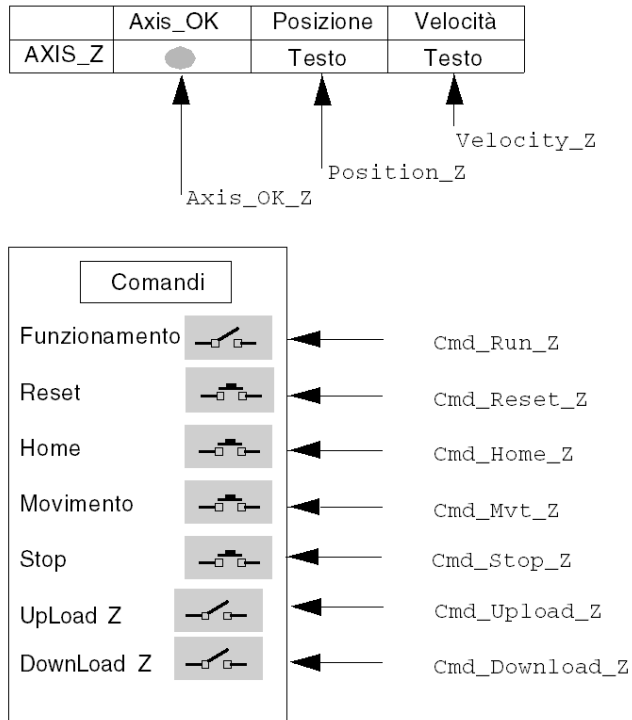 Axis_OK Posizione Velocità
AXIS_Z Testo Testo
Velocity_Z
Position_Z
Axis_OK_Z
Comandi
Funzionamento Cmd_Run_Z
Reset Cmd_Reset_Z
Home Cmd_Home_Z
Movimento Cmd_Mvt_Z
Stop Cmd_Stop_Z
UpLoad Z Cmd_Upload_Z
DownLoad Z Cmd_Download_Z